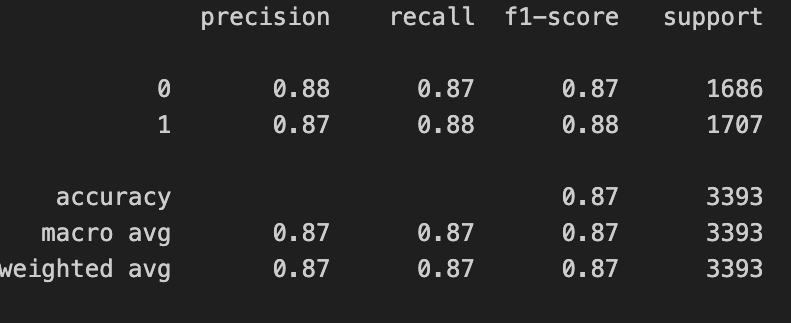 precision recall f1-score support
0 0.88 0.87 0.87 1686
1 0.87 0.88 0.88 1707
accuracy 0.87 3393
macro avg 0.87 0.87 0.87 3393
weighted avg 0.87 0.87 0.87 3393